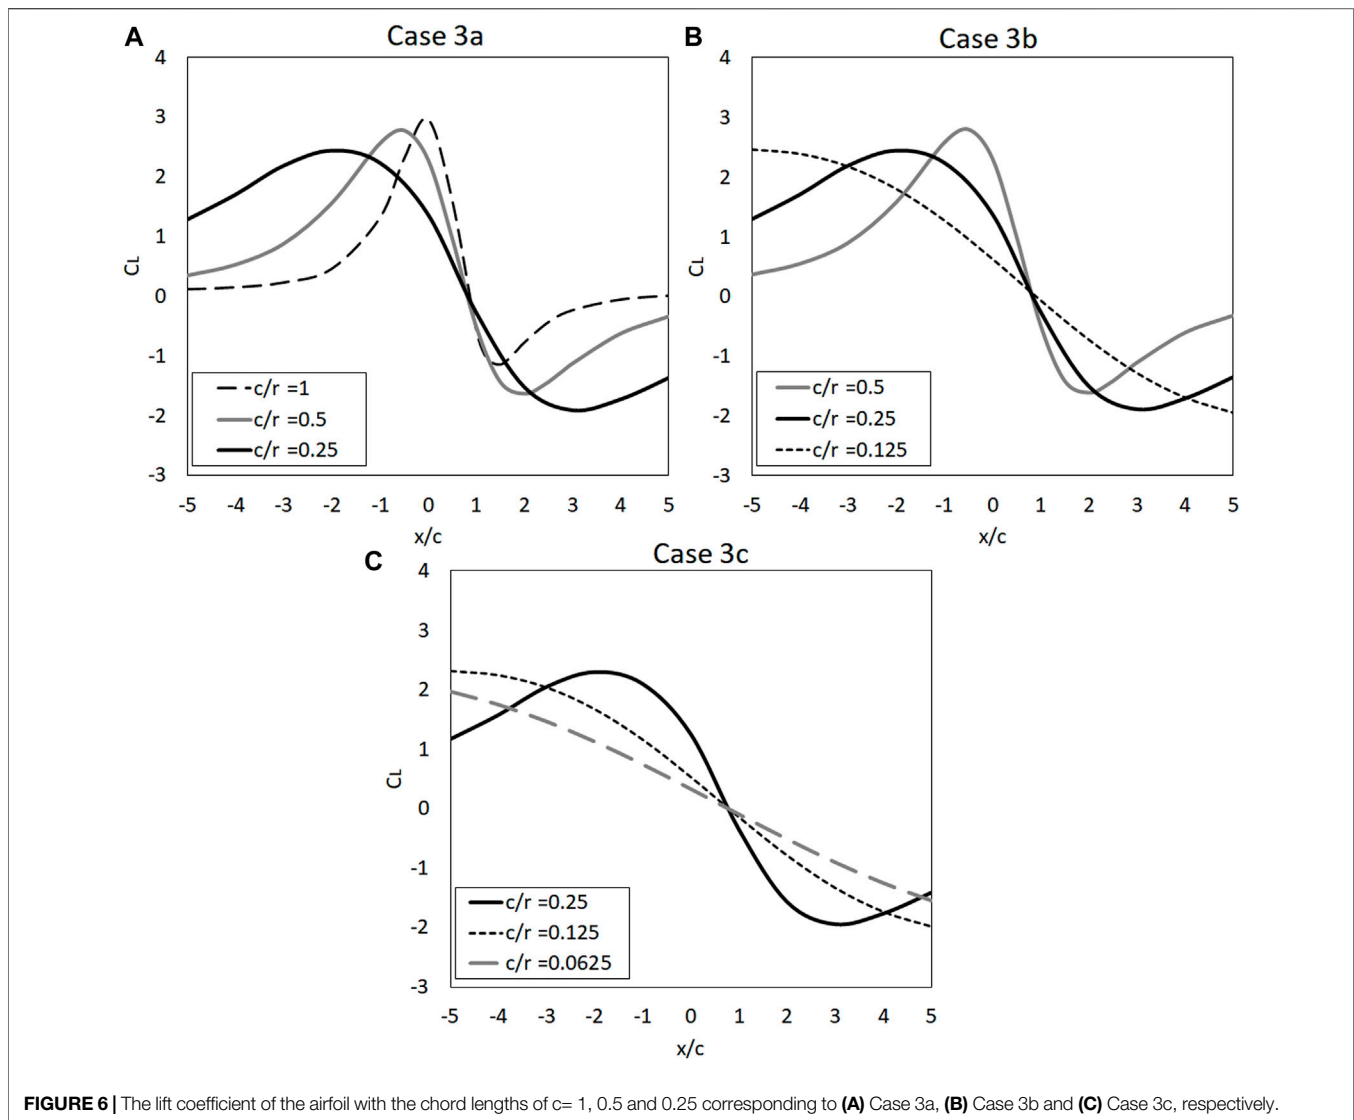 A
Case 3a
4
3
2
1
0
-1
-2
-3
CL
c/r =1
c/r =0.5
c/r =0.25
-5 -4 -3 -2 -1 0 1 2 3 4 5
x/c
B
Case 3b
4
3
2
1
0
-1
-2
-3
CL
c/r =0.5
c/r =0.25
c/r =0.125
-5 -4 -3 -2 -1 0 1 2 3 4 5
x/c
C
Case 3c
4
3
2
1
0
-1
-2
-3
CL
c/r =0.25
c/r =0.125
c/r =0.0625
-5 -4 -3 -2 -1 0 1 2 3 4 5
x/c
FIGURE 6 | The lift coefficient of the airfoil with the chord lengths of c= 1, 0.5 and 0.25 corresponding to (A) Case 3a, (B) Case 3b and (C) Case 3c, respectively.